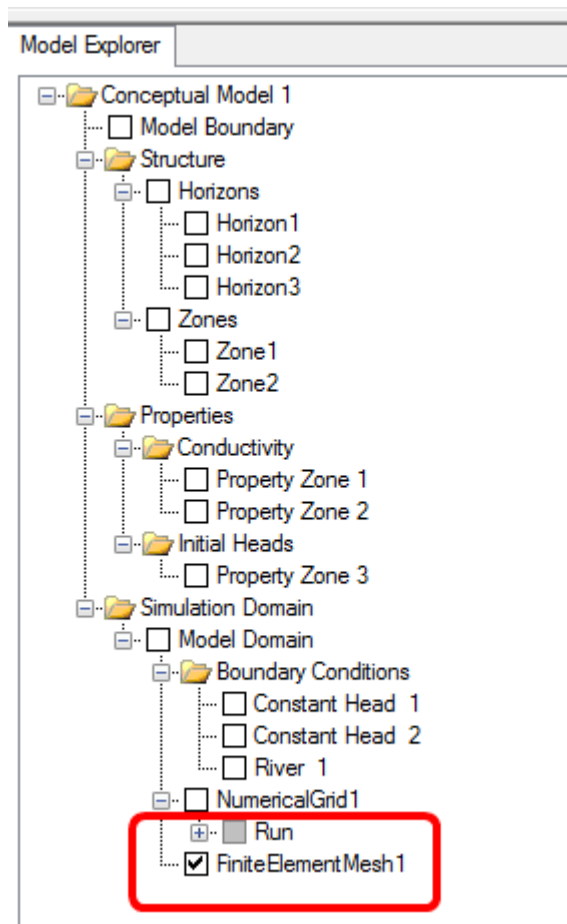 Model Explorer
Conceptual Model 1
Model Boundary
Structure
Horizons
Horizon1
Horizon2
Horizon3
Zones
Zone1
Zone2
Properties
Conductivity
Property Zone 1
Property Zone 2
Initial Heads
Property Zone 3
Simulation Domain
Model Domain
Boundary Conditions
Constant Head 1
Constant Head 2
River 1
NumericalGrid1
Run
FiniteElementMesh1